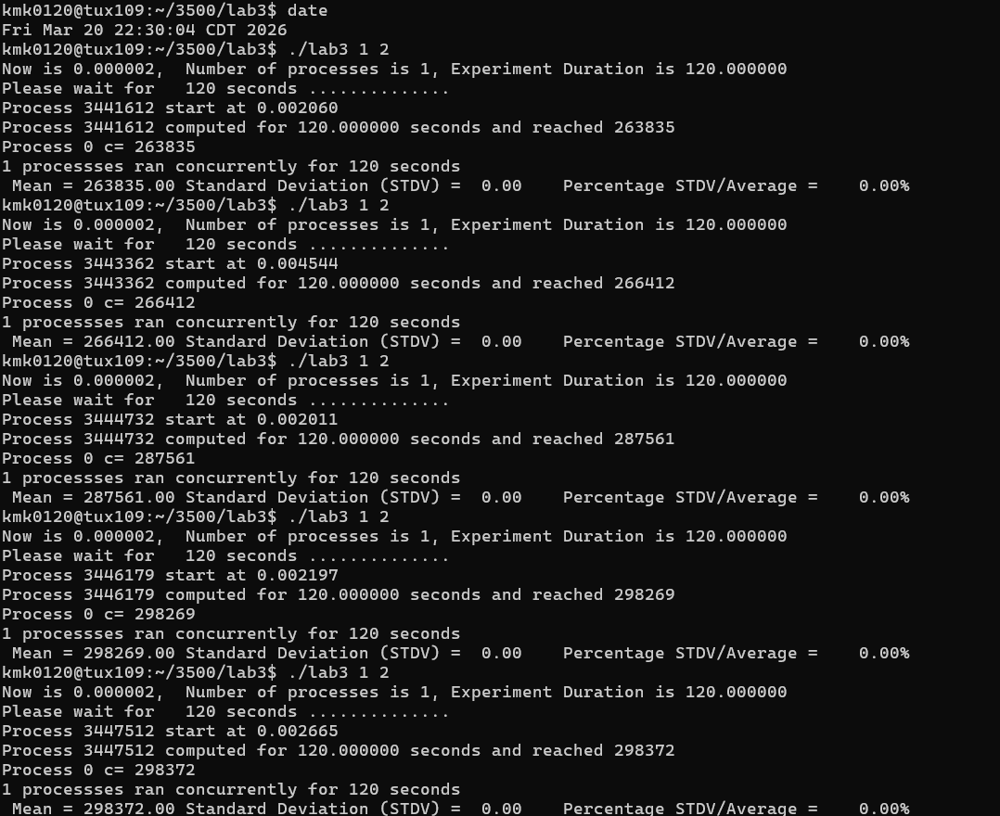 kmk0120@tux109:~/3500/lab3$ date
Fri Mar 20 22:30:04 CDT 2026
kmk0120@tux109:~/3500/lab3$ ./lab3 1 2
Now is 0.000002,  Number of processes is 1, Experiment Duration is 120.000000
Please wait for   120 seconds ..............
Process 3441612 start at 0.002060
Process 3441612 computed for 120.000000 seconds and reached 263835
Process 0 c= 263835
1 processses ran concurrently for 120 seconds
 Mean = 263835.00 Standard Deviation (STDV) =  0.00    Percentage STDV/Average =    0.00%
kmk0120@tux109:~/3500/lab3$ ./lab3 1 2
Now is 0.000002,  Number of processes is 1, Experiment Duration is 120.000000
Please wait for   120 seconds ..............
Process 3443362 start at 0.004544
Process 3443362 computed for 120.000000 seconds and reached 266412
Process 0 c= 266412
1 processses ran concurrently for 120 seconds
 Mean = 266412.00 Standard Deviation (STDV) =  0.00    Percentage STDV/Average =    0.00%
kmk0120@tux109:~/3500/lab3$ ./lab3 1 2
Now is 0.000002,  Number of processes is 1, Experiment Duration is 120.000000
Please wait for   120 seconds ..............
Process 3444732 start at 0.002011
Process 3444732 computed for 120.000000 seconds and reached 287561
Process 0 c= 287561
1 processses ran concurrently for 120 seconds
 Mean = 287561.00 Standard Deviation (STDV) =  0.00    Percentage STDV/Average =    0.00%
kmk0120@tux109:~/3500/lab3$ ./lab3 1 2
Now is 0.000002,  Number of processes is 1, Experiment Duration is 120.000000
Please wait for   120 seconds ..............
Process 3446179 start at 0.002197
Process 3446179 computed for 120.000000 seconds and reached 298269
Process 0 c= 298269
1 processses ran concurrently for 120 seconds
 Mean = 298269.00 Standard Deviation (STDV) =  0.00    Percentage STDV/Average =    0.00%
kmk0120@tux109:~/3500/lab3$ ./lab3 1 2
Now is 0.000002,  Number of processes is 1, Experiment Duration is 120.000000
Please wait for   120 seconds ..............
Process 3447512 start at 0.002665
Process 3447512 computed for 120.000000 seconds and reached 298372
Process 0 c= 298372
1 processses ran concurrently for 120 seconds
 Mean = 298372.00 Standard Deviation (STDV) =  0.00    Percentage STDV/Average =    0.00%